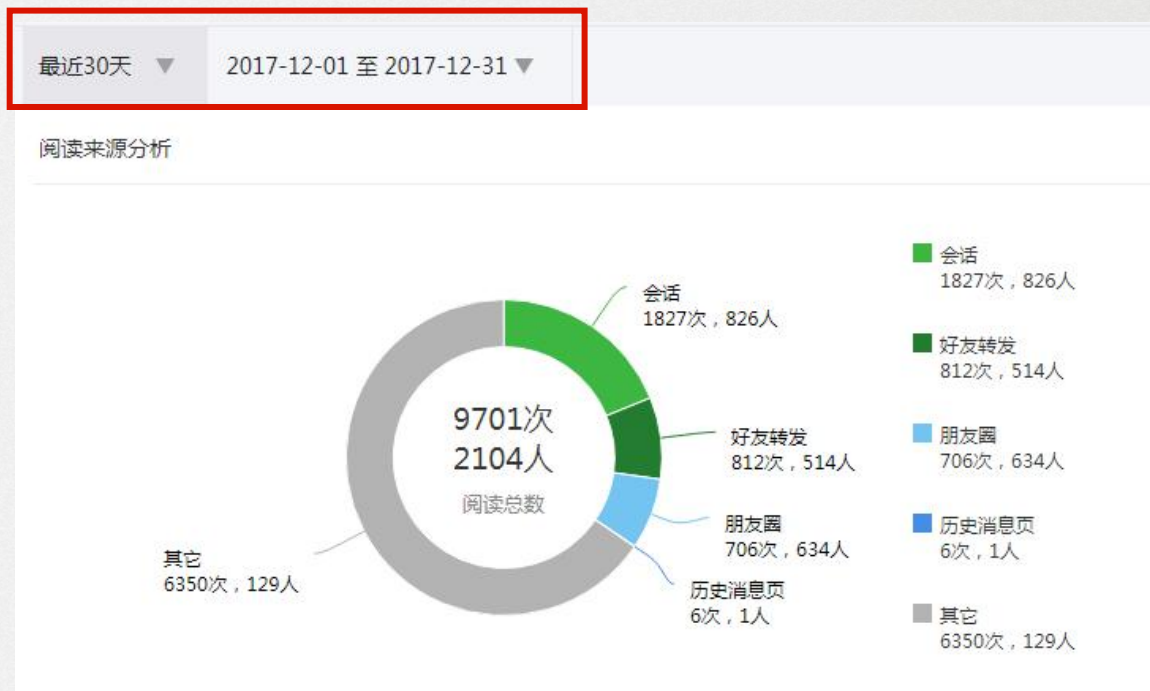 最近30天 ▼ 2017-12-01 至 2017-12-31 ▼
阅读来源分析
9701次
2104人
阅读总数
会话
1827次，826人
好友转发
812次，514人
朋友圈
706次，634人
历史消息页
6次，1人
其它
6350次，129人
会话
1827次，826人
好友转发
812次，514人
朋友圈
706次，634人
历史消息页
6次，1人
其它
6350次，129人